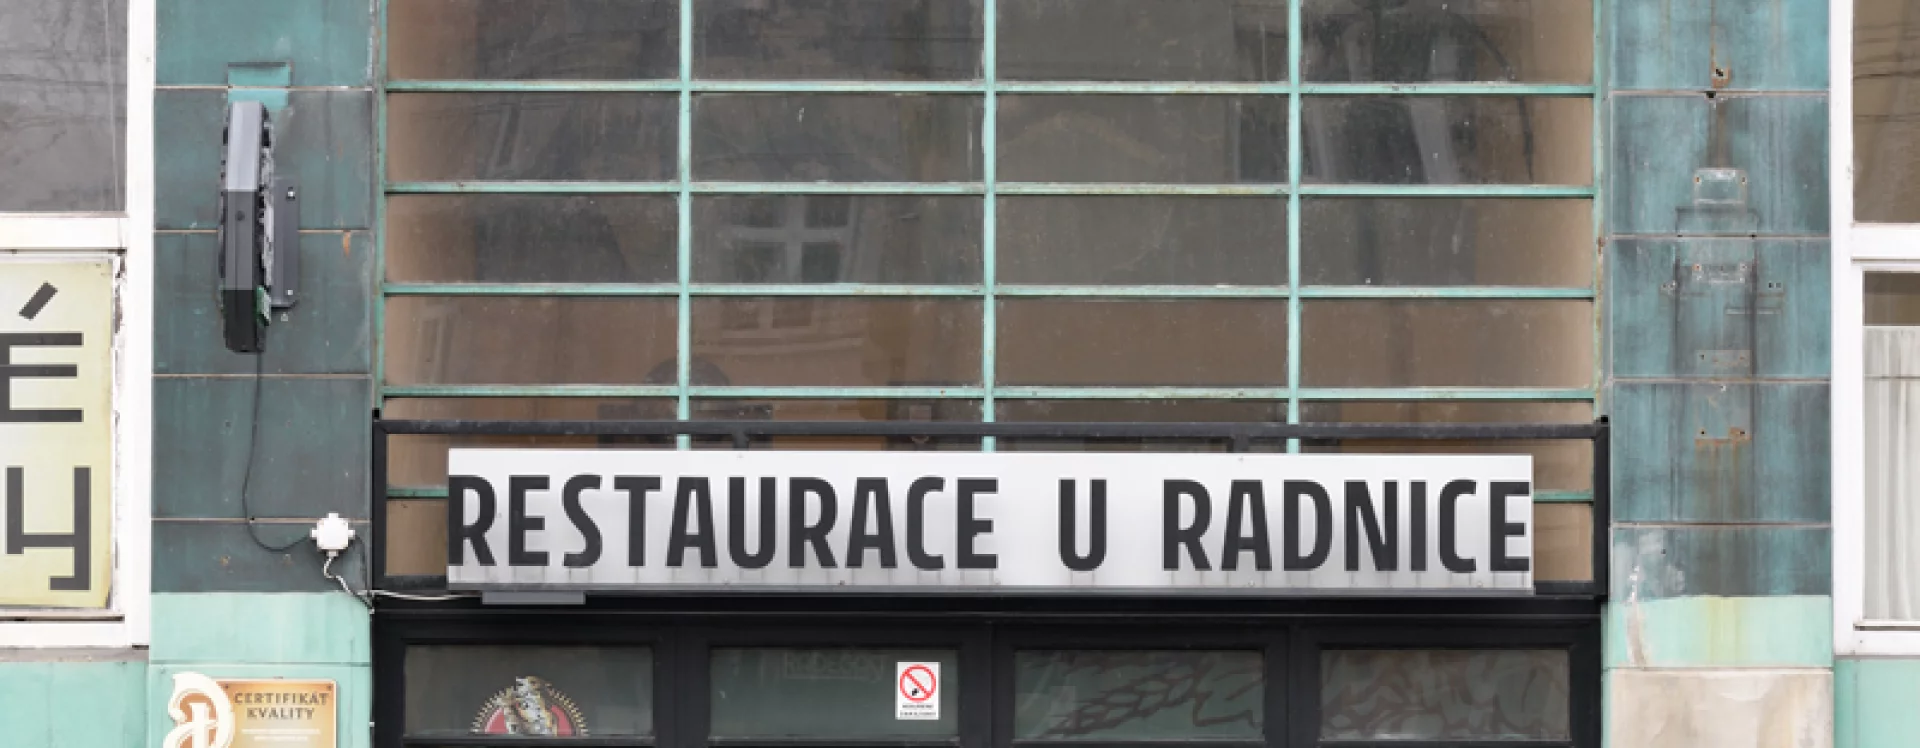 É
Y
RESTAURACE U RADNICE
CERTIFIKÁT
KVALITY